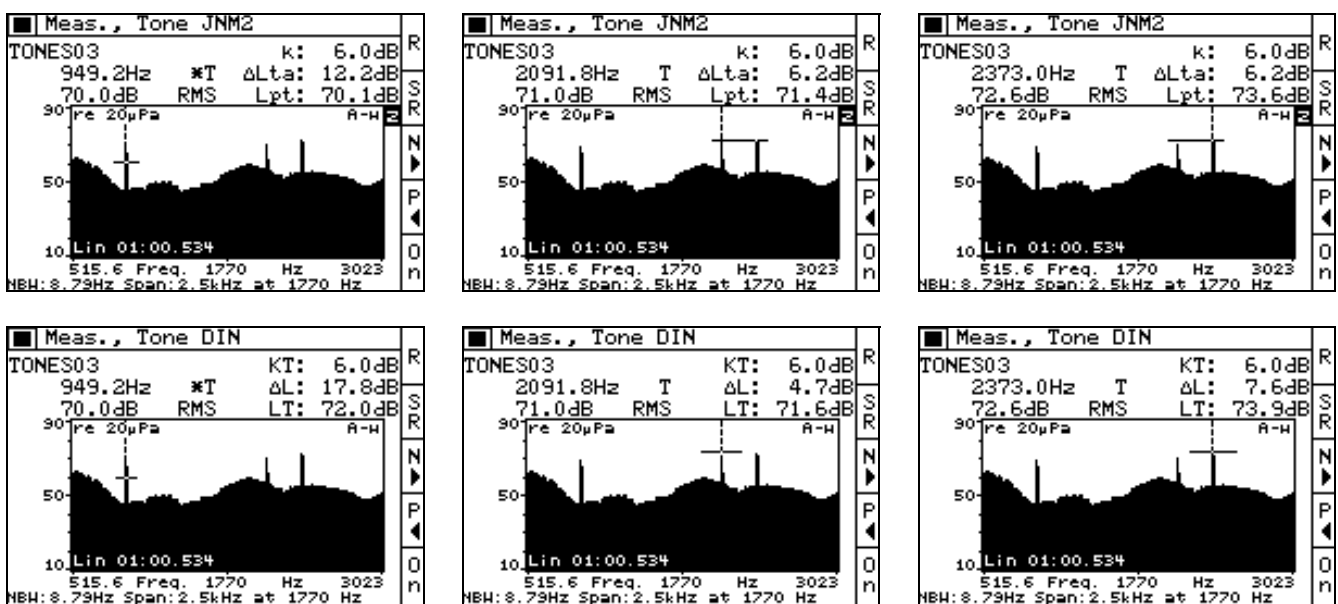 Meas., Tone JNM2
TONES03 κ: 6.0dB
949.2Hz *T ΔLta: 12.2dB
70.0dB RMS Lpt: 70.1dB
90 re 20µPa A-W
50
10 Lin 01:00.534
515.6 Freq. 1770 Hz 3023
NBW:8.79Hz Span:2.5kHz at 1770 Hz
R
S
R
N
P
O
n
Meas., Tone JNM2
TONES03 κ: 6.0dB
2091.8Hz T ΔLta: 6.2dB
71.0dB RMS Lpt: 71.4dB
90 re 20µPa A-W
50
10 Lin 01:00.534
515.6 Freq. 1770 Hz 3023
NBW:8.79Hz Span:2.5kHz at 1770 Hz
R
S
R
N
P
O
n
Meas., Tone JNM2
TONES03 κ: 6.0dB
2373.0Hz T ΔLta: 6.2dB
72.6dB RMS Lpt: 73.6dB
90 re 20µPa A-W
50
10 Lin 01:00.534
515.6 Freq. 1770 Hz 3023
NBW:8.79Hz Span:2.5kHz at 1770 Hz
R
S
R
N
P
O
n
Meas., Tone DIN
TONES03 KT: 6.0dB
949.2Hz *T ΔL: 17.8dB
70.0dB RMS LT: 72.0dB
90 re 20µPa A-W
50
10 Lin 01:00.534
515.6 Freq. 1770 Hz 3023
NBW:8.79Hz Span:2.5kHz at 1770 Hz
R
S
R
N
P
O
n
Meas., Tone DIN
TONES03 KT: 6.0dB
2091.8Hz T ΔL: 4.7dB
71.0dB RMS LT: 71.6dB
90 re 20µPa A-W
50
10 Lin 01:00.534
515.6 Freq. 1770 Hz 3023
NBW:8.79Hz Span:2.5kHz at 1770 Hz
R
S
R
N
P
O
n
Meas., Tone DIN
TONES03 KT: 6.0dB
2373.0Hz T ΔL: 7.6dB
72.6dB RMS LT: 73.9dB
90 re 20µPa A-W
50
10 Lin 01:00.534
515.6 Freq. 1770 Hz 3023
NBW:8.79Hz Span:2.5kHz at 1770 Hz
R
S
R
N
P
O
n